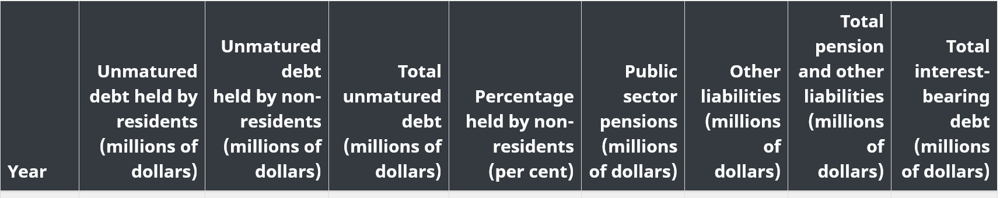 Year
Unmatured
debt held by
residents
(millions of
dollars)
Unmatured
debt
held by non-
residents
(millions of
dollars)
Total
unmatured
debt
(millions of
dollars)
Percentage
held by non-
residents
(per cent)
Public
sector
pensions
(millions
of dollars)
Other
liabilities
(millions
of
dollars)
Total
pension
and other
liabilities
(millions
of
dollars)
Total
interest-
bearing
debt
(millions
of dollars)